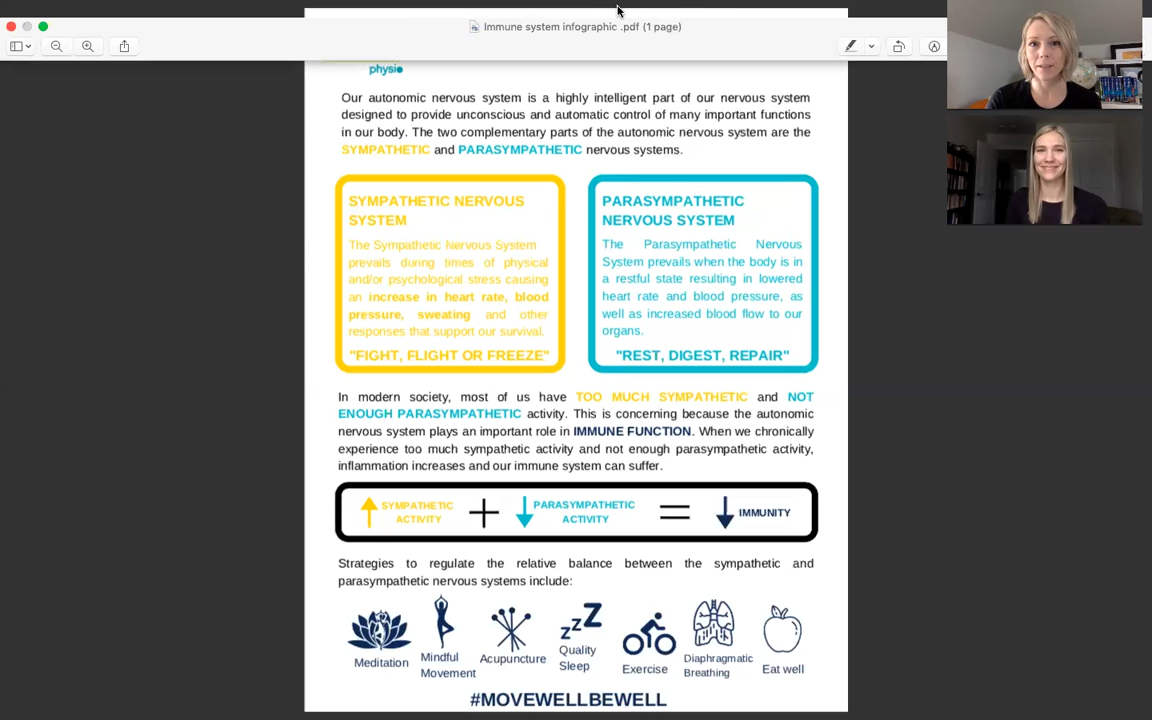 Immune system infographic .pdf (1 page)
physio
Our autonomic nervous system is a highly intelligent part of our nervous system
designed to provide unconscious and automatic control of many important functions
in our body. The two complementary parts of the autonomic nervous system are the
SYMPATHETIC and PARASYMPATHETIC nervous systems.
SYMPATHETIC NERVOUS
SYSTEM
The Sympathetic Nervous System
prevails during times of physical
and/or psychological stress causing
an increase in heart rate, blood
pressure, sweating and other
responses that support our survival.
"FIGHT, FLIGHT OR FREEZE"
PARASYMPATHETIC
NERVOUS SYSTEM
The Parasympathetic Nervous
System prevails when the body is in
a restful state resulting in lowered
heart rate and blood pressure, as
well as increased blood flow to our
organs.
"REST, DIGEST, REPAIR"
In modern society, most of us have TOO MUCH SYMPATHETIC and NOT
ENOUGH PARASYMPATHETIC activity. This is concerning because the autonomic
nervous system plays an important role in IMMUNE FUNCTION. When we chronically
experience too much sympathetic activity and not enough parasympathetic activity,
inflammation increases and our immune system can suffer.
SYMPATHETIC
ACTIVITY
PARASYMPATHETIC
ACTIVITY
IMMUNITY
Strategies to regulate the relative balance between the sympathetic and
parasympathetic nervous systems include:
zzZ
Meditation
Mindful
Movement
Acupuncture
Quality
Sleep
Exercise
Diaphragmatic
Breathing
Eat well
#MOVEWELLBEWELL